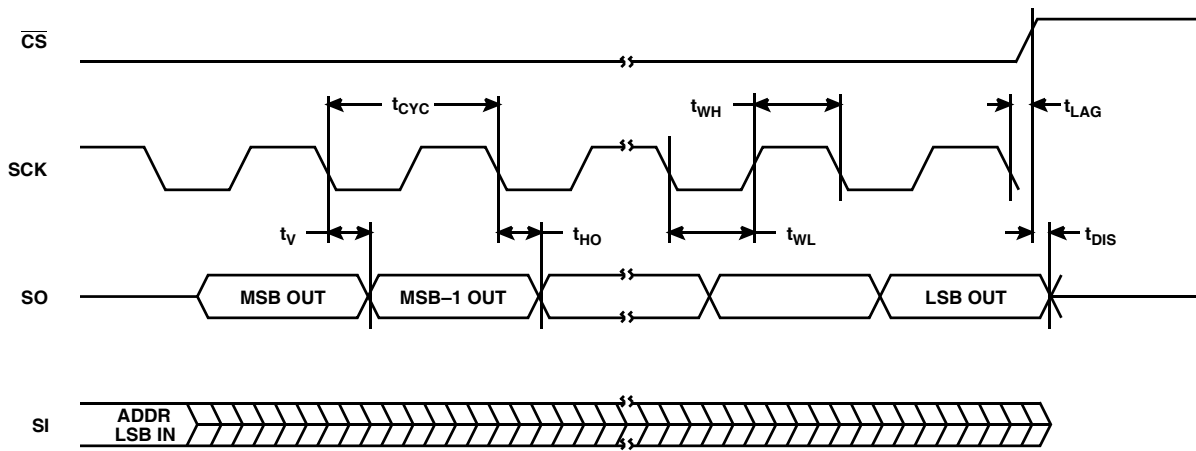 CS
tCYC
tWH
tLAG
SCK
tV
tHO
tWL
tDIS
SO
MSB OUT
MSB–1 OUT
LSB OUT
SI
ADDR
LSB IN